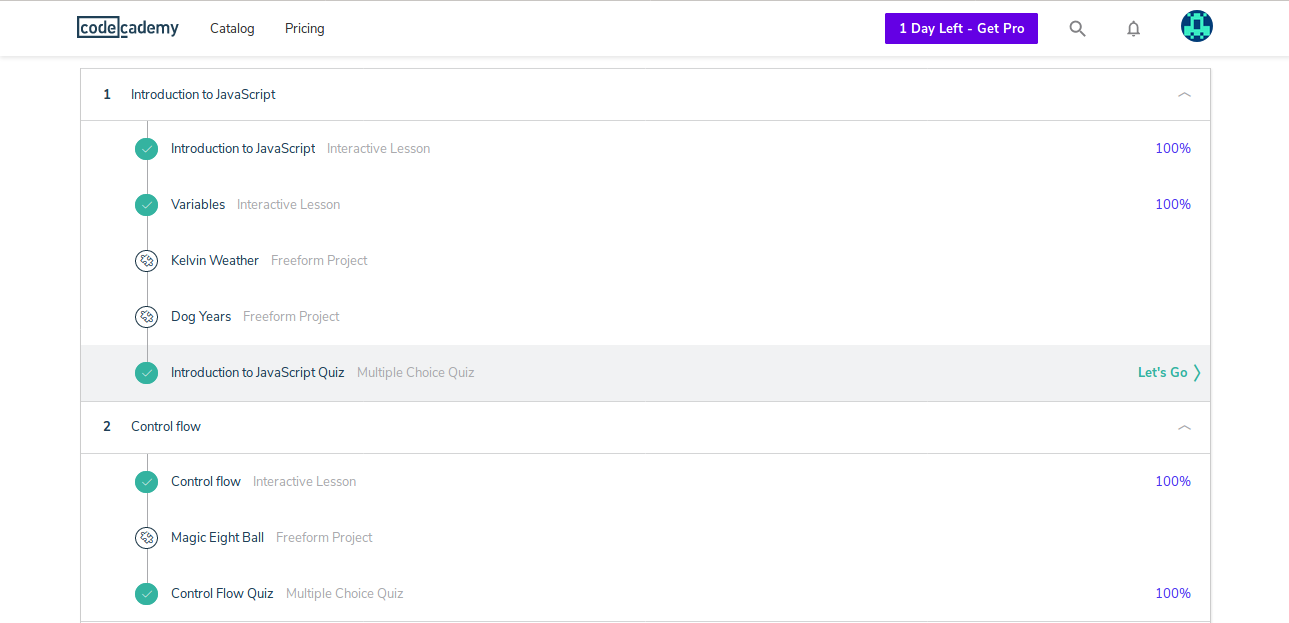 codecademy Catalog Pricing 1 Day Left - Get Pro
1 Introduction to JavaScript
Introduction to JavaScript Interactive Lesson 100%
Variables Interactive Lesson 100%
Kelvin Weather Freeform Project
Dog Years Freeform Project
Introduction to JavaScript Quiz Multiple Choice Quiz Let's Go
2 Control flow
Control flow Interactive Lesson 100%
Magic Eight Ball Freeform Project
Control Flow Quiz Multiple Choice Quiz 100%